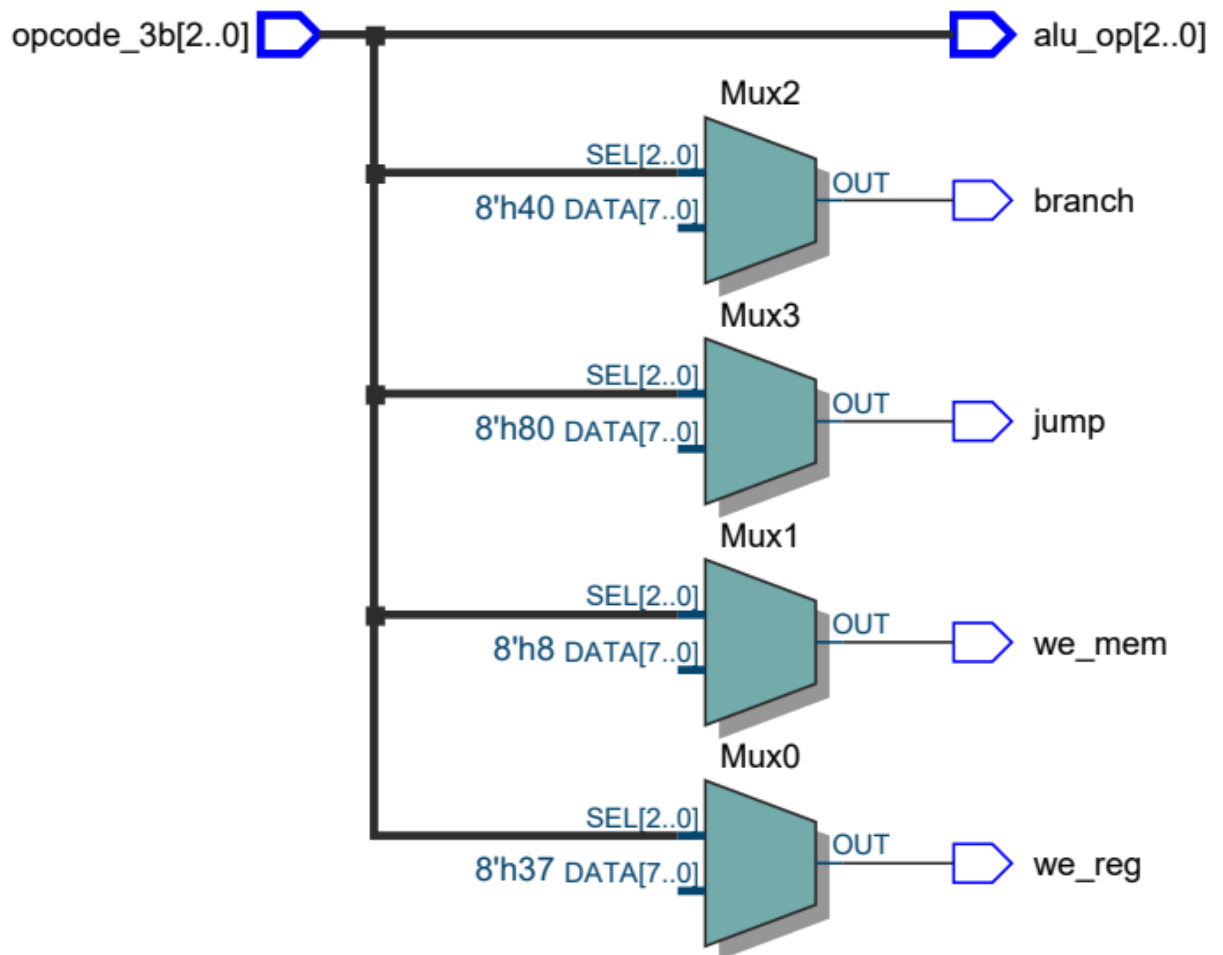 opcode_3b[2..0] alu_op[2..0]
Mux2
SEL[2..0]
OUT
branch
8'h40 DATA[7..0]
Mux3
SEL[2..0]
OUT
jump
8'h80 DATA[7..0]
Mux1
SEL[2..0]
OUT
we_mem
8'h8 DATA[7..0]
Mux0
SEL[2..0]
OUT
we_reg
8'h37 DATA[7..0]